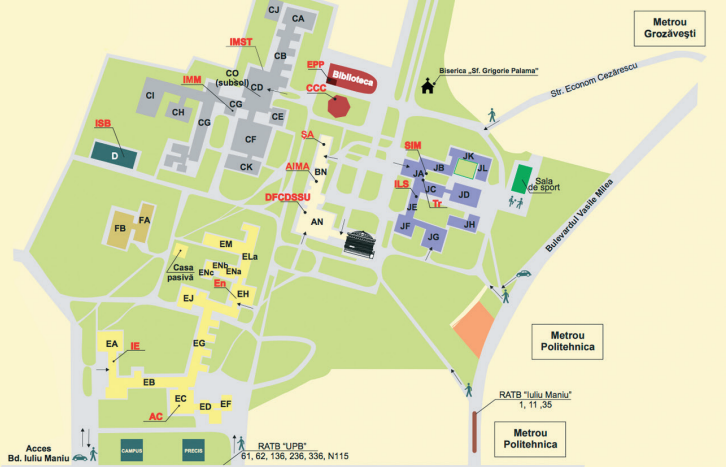 CJ
CA
Metrou
Grozăvești
IMST
CB
EPP
Biblioteca
Biserica „Sf. Grigorie Palama"
Str. Econom Cezărescu
IMM
CO
(subsol)
CD
CCC
CI
CH
CG
CG
CE
ISB
D
CF
CK
SA
SIM
JK
JA
JB
JL
AIMA
BN
ILS
JC
Sala
de sport
DFCDSSU
JE
Tr
JD
AN
FA
FB
JF
JG
JH
Bulevardul Vasile Milea
EM
ELa
Casa
pasivă
ENb
ENc
ENa
En
EJ
EH
EA
IE
EG
Metrou
Politehnica
EB
EC
AC
ED
EF
RATB "Iuliu Maniu"
1, 11 ,35
Metrou
Politehnica
Acces
Bd. Iuliu Maniu
CAMPUS
PRECIS
RATB "UPB"
61, 62, 136, 236, 336, N115